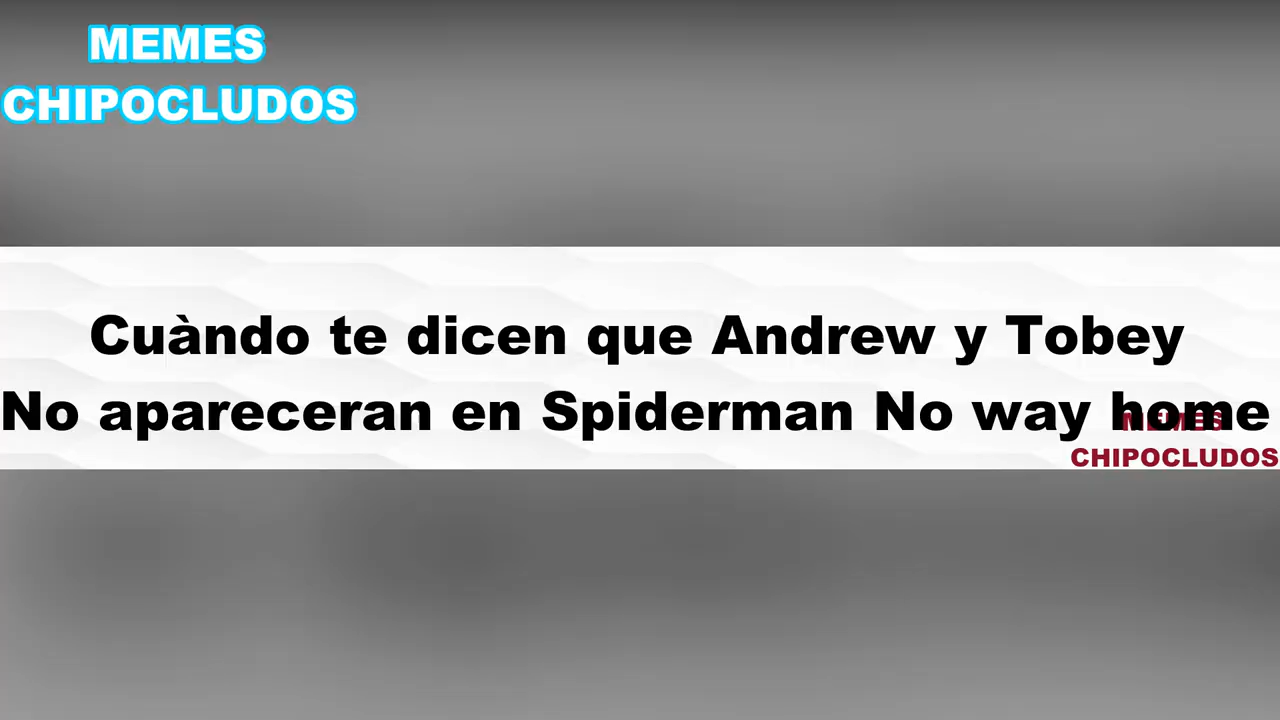 MEMES
CHIPOCLUDOS
Cuàndo te dicen que Andrew y Tobey
No apareceran en Spiderman No way home
MEMES
CHIPOCLUDOS